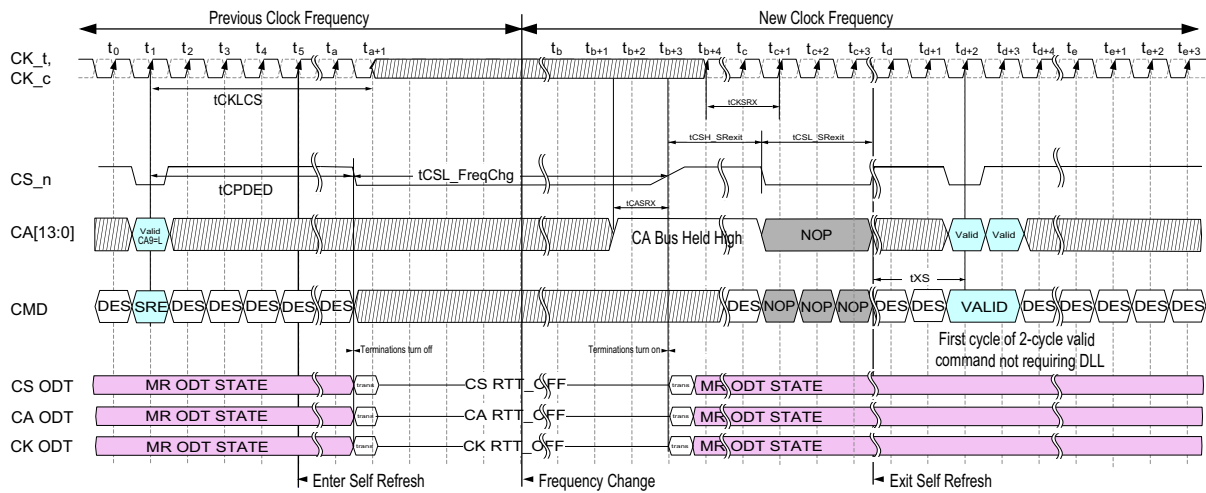 Previous Clock Frequency New Clock Frequency
t0 t1 t2 t3 t4 t5 ta ta+1 tb tb+1 tb+2 tb+3 tb+4 tc tc+1 tc+2 tc+3 td td+1 td+2 td+3 td+4 te te+1 te+2 te+3
CK_t,
CK_c
tCKLCS tCKSRX
tCSH_SRexit tCSL_SRexit
CS_n
tCPDED tCSL_FreqChg
tCASRX
CA[13:0] Valid CA Bus Held High NOP Valid Valid
CA9=L
tXS
CMD DES SRE DES DES DES DES DES DES NOP NOP NOP DES DES VALID DES DES DES DES DES
Terminations turn off Terminations turn on
First cycle of 2-cycle valid
command not requiring DLL
CS ODT MR ODT STATE trans CS RTT_OFF trans MR ODT STATE
CA ODT MR ODT STATE trans CA RTT_OFF trans MR ODT STATE
CK ODT MR ODT STATE trans CK RTT_OFF trans MR ODT STATE
Enter Self Refresh Frequency Change Exit Self Refresh